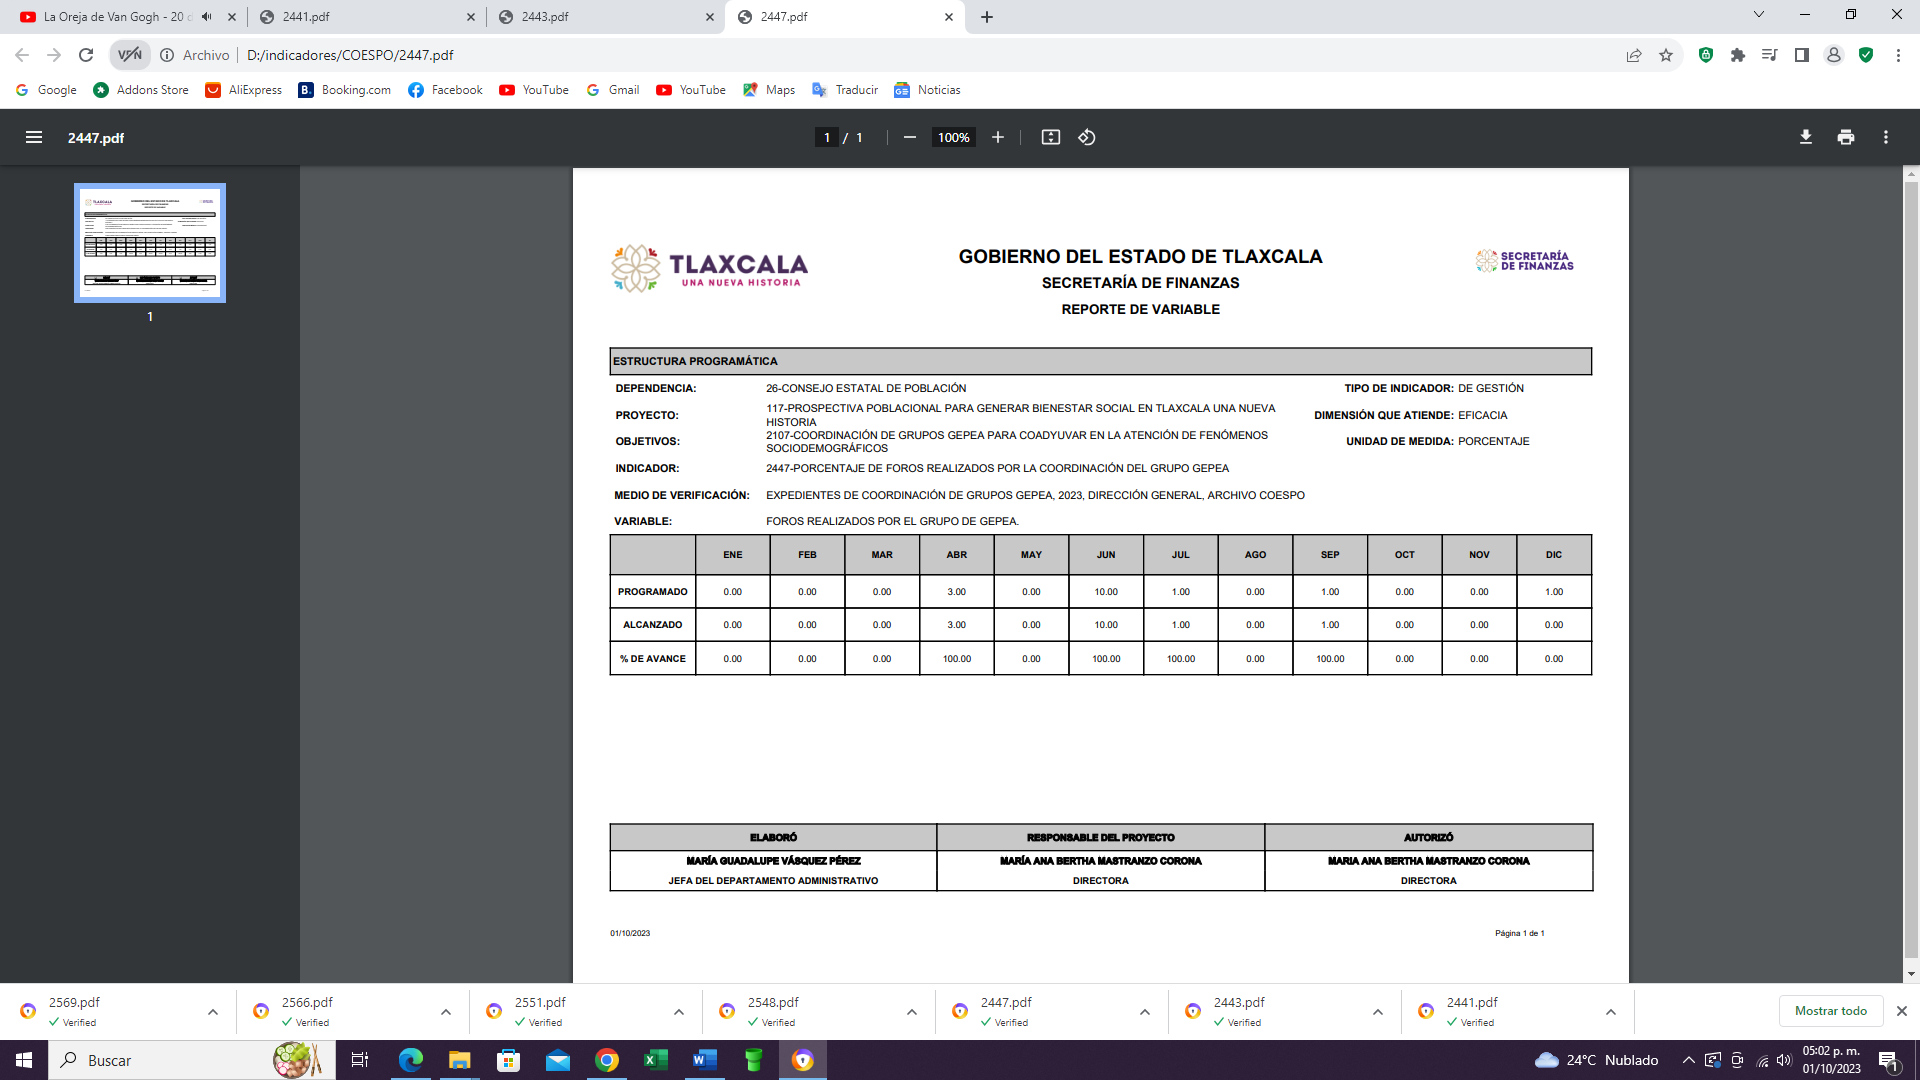 La Oreja de Van Gogh - 20
2441.pdf
2443.pdf
2447.pdf
VPN
Archivo
D:/indicadores/COESPO/2447.pdf
Google
Addons Store
AliExpress
Booking.com
Facebook
YouTube
Gmail
YouTube
Maps
Traducir
Noticias
2447.pdf
1 / 1
100%
1
TLAXCALA
UNA NUEVA HISTORIA
GOBIERNO DEL ESTADO DE TLAXCALA
SECRETARÍA DE FINANZAS
REPORTE DE VARIABLE
SECRETARÍA
DE FINANZAS
ESTRUCTURA PROGRAMÁTICA
DEPENDENCIA: 26-CONSEJO ESTATAL DE POBLACIÓN TIPO DE INDICADOR: DE GESTIÓN
PROYECTO: 117-PROSPECTIVA POBLACIONAL PARA GENERAR BIENESTAR SOCIAL EN TLAXCALA UNA NUEVA HISTORIA DIMENSIÓN QUE ATIENDE: EFICACIA
OBJETIVOS: 2107-COORDINACIÓN DE GRUPOS GEPEA PARA COADYUVAR EN LA ATENCIÓN DE FENÓMENOS SOCIODEMOGRÁFICOS UNIDAD DE MEDIDA: PORCENTAJE
INDICADOR: 2447-PORCENTAJE DE FOROS REALIZADOS POR LA COORDINACIÓN DEL GRUPO GEPEA
MEDIO DE VERIFICACIÓN: EXPEDIENTES DE COORDINACIÓN DE GRUPOS GEPEA, 2023, DIRECCIÓN GENERAL, ARCHIVO COESPO
VARIABLE: FOROS REALIZADOS POR EL GRUPO DE GEPEA.
ENE FEB MAR ABR MAY JUN JUL AGO SEP OCT NOV DIC
PROGRAMADO 0.00 0.00 0.00 3.00 0.00 10.00 1.00 0.00 1.00 0.00 0.00 1.00
ALCANZADO 0.00 0.00 0.00 3.00 0.00 10.00 1.00 0.00 1.00 0.00 0.00 0.00
% DE AVANCE 0.00 0.00 0.00 100.00 0.00 100.00 100.00 0.00 100.00 0.00 0.00 0.00
ELABORÓ RESPONSABLE DEL PROYECTO AUTORIZÓ
MARÍA GUADALUPE VÁSQUEZ PÉREZ MARÍA ANA BERTHA MASTRANZO CORONA MARIA ANA BERTHA MASTRANZO CORONA
JEFA DEL DEPARTAMENTO ADMINISTRATIVO DIRECTORA DIRECTORA
01/10/2023 Página 1 de 1
2569.pdf
Verified
2566.pdf
Verified
2551.pdf
Verified
2548.pdf
Verified
2447.pdf
Verified
2443.pdf
Verified
2441.pdf
Verified
Mostrar todo
Buscar
24°C Nublado
05:02 p. m.
01/10/2023
1